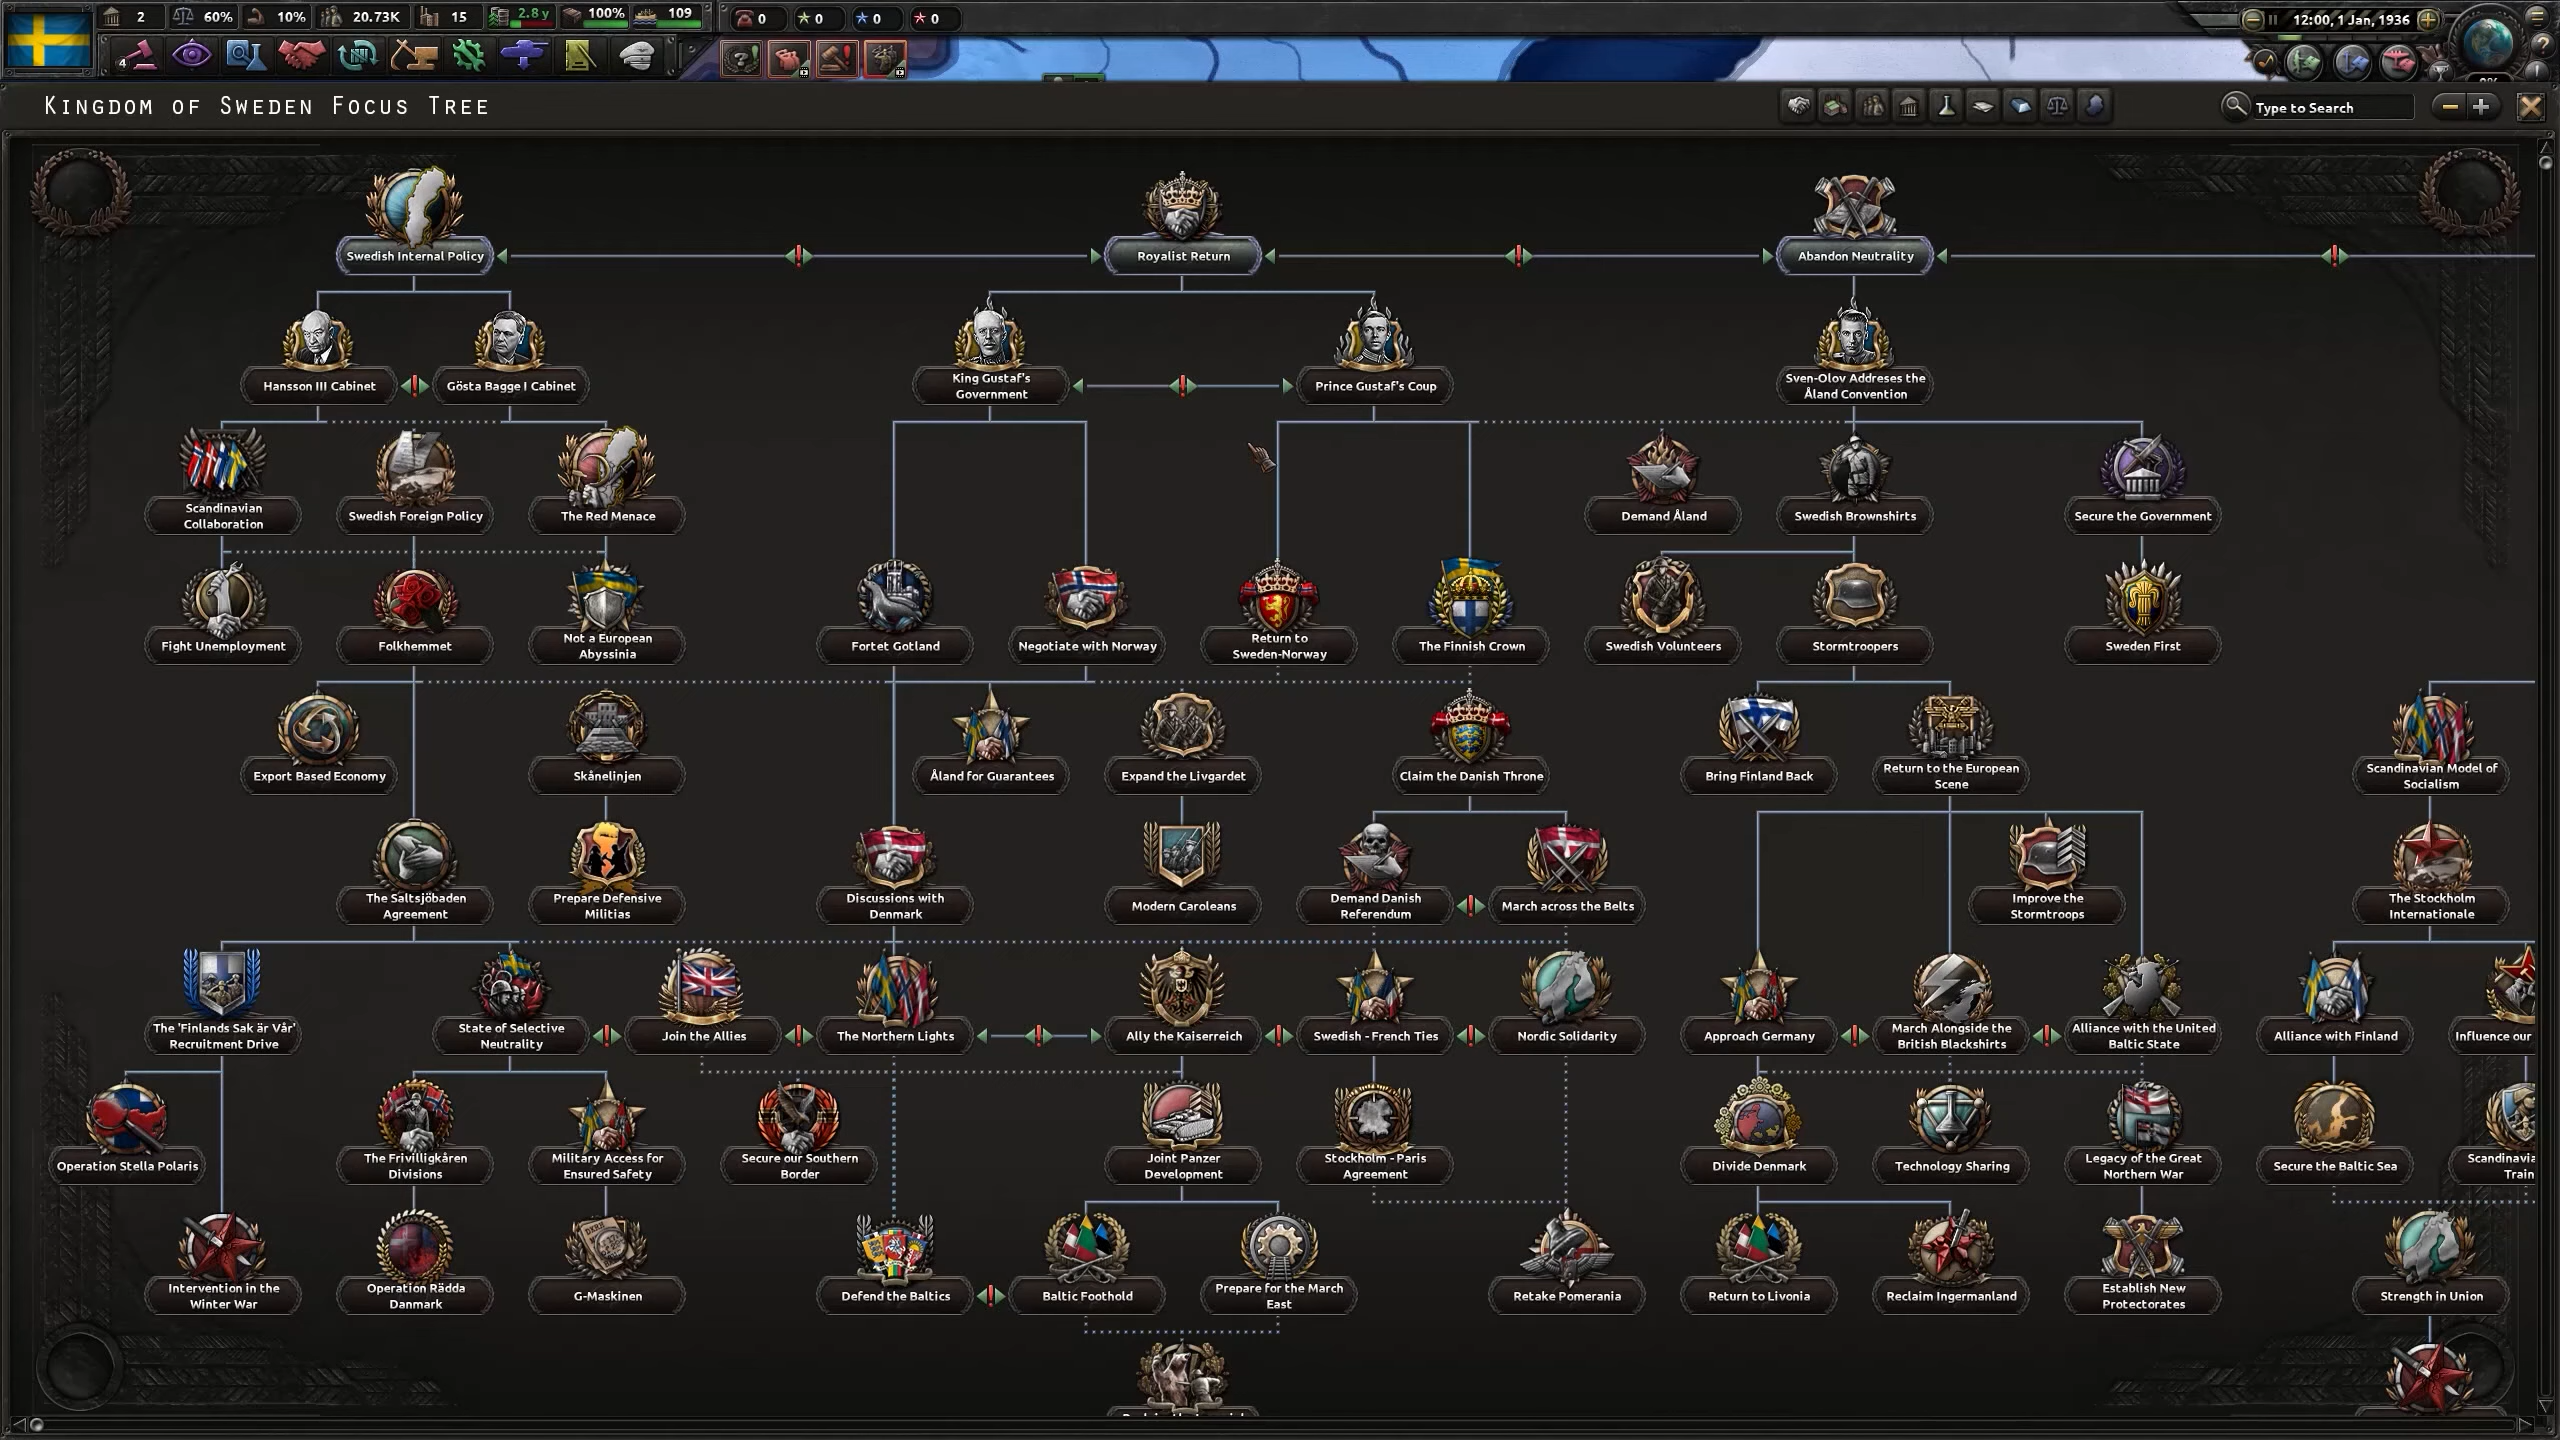 2
60%
10%
20.73K
15
2.8 y
100%
109
0
0
0
0
12:00, 1 Jan, 1936
4
Kingdom of Sweden Focus Tree
Type to Search
Swedish Internal Policy
Royalist Return
Abandon Neutrality
Hansson III Cabinet
Gösta Bagge I Cabinet
King Gustaf's
Government
Prince Gustaf's Coup
Sven-Olov Addreses the
Åland Convention
Scandinavian
Collaboration
Swedish Foreign Policy
The Red Menace
Demand Åland
Swedish Brownshirts
Secure the Government
Fight Unemployment
Folkhemmet
Not a European
Abyssinia
Fortet Gotland
Negotiate with Norway
Return to
Sweden-Norway
The Finnish Crown
Swedish Volunteers
Stormtroopers
Sweden First
Export Based Economy
Skånelinjen
Åland for Guarantees
Expand the Livgardet
Claim the Danish Throne
Bring Finland Back
Return to the European
Scene
Scandinavian Model of
Socialism
The Saltsjöbaden
Agreement
Prepare Defensive
Militias
Discussions with
Denmark
Modern Caroleans
Demand Danish
Referendum
March across the Belts
Improve the
Stormtroops
The Stockholm
Internationale
The 'Finlands Sak är Vår'
Recruitment Drive
State of Selective
Neutrality
Join the Allies
The Northern Lights
Ally the Kaiserreich
Swedish - French Ties
Nordic Solidarity
Approach Germany
March Alongside the
British Blackshirts
Alliance with the United
Baltic State
Alliance with Finland
Influence our
Operation Stella Polaris
The Frivilligkåren
Divisions
Military Access for
Ensured Safety
Secure our Southern
Border
Joint Panzer
Development
Stockholm - Paris
Agreement
Divide Denmark
Technology Sharing
Legacy of the Great
Northern War
Secure the Baltic Sea
Scandinavia
Train
Intervention in the
Winter War
Operation Rädda
Danmark
G-Maskinen
Defend the Baltics
Baltic Foothold
Prepare for the March
East
Retake Pomerania
Return to Livonia
Reclaim Ingermanland
Establish New
Protectorates
Strength in Union